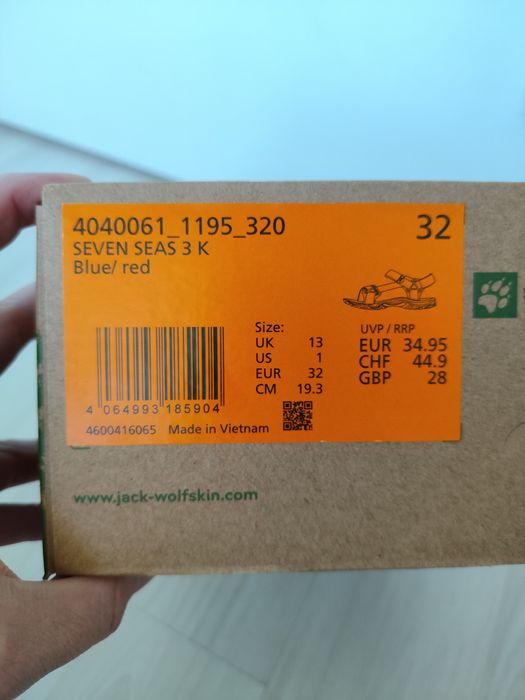 4040061_1195_320
32
SEVEN SEAS 3 K
Blue/ red
Size:
UK 13
US 1
EUR 32
CM 19.3
UVP / RRP
EUR 34.95
CHF 44.9
GBP 28
4 064993 185904
4600416065 Made in Vietnam
www.jack-wolfskin.com